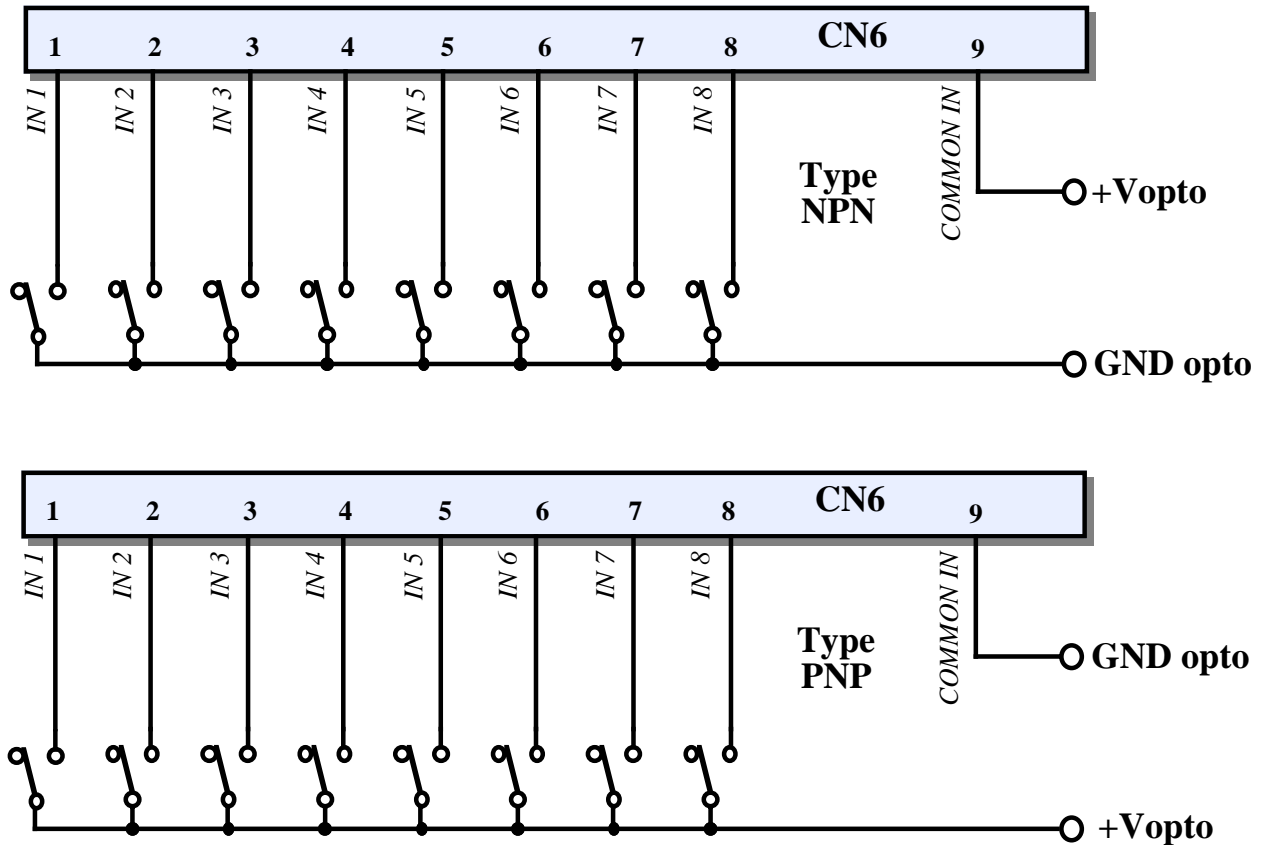 1 2 3 4 5 6 7 8 CN6 9
IN 1
IN 2
IN 3
IN 4
IN 5
IN 6
IN 7
IN 8
COMMON IN
Type
NPN
+Vopto
GND opto
1 2 3 4 5 6 7 8 CN6 9
IN 1
IN 2
IN 3
IN 4
IN 5
IN 6
IN 7
IN 8
COMMON IN
Type
PNP
GND opto
+Vopto